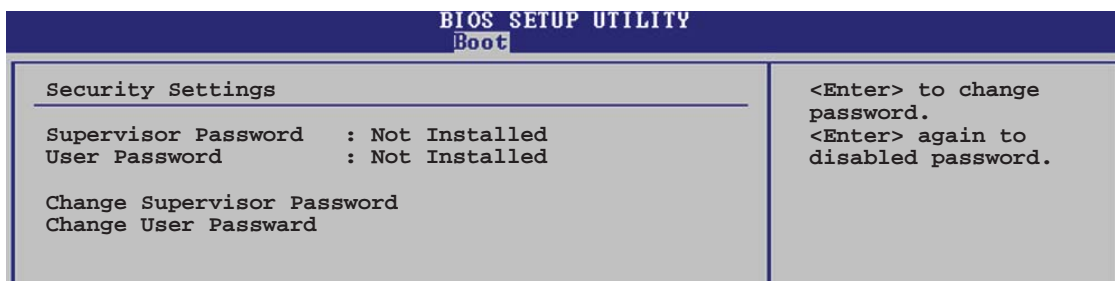 BIOS SETUP UTILITY
Boot
Security Settings
Supervisor Password : Not Installed
User Password : Not Installed
Change Supervisor Password
Change User Passward
<Enter> to change
password.
<Enter> again to
disabled password.